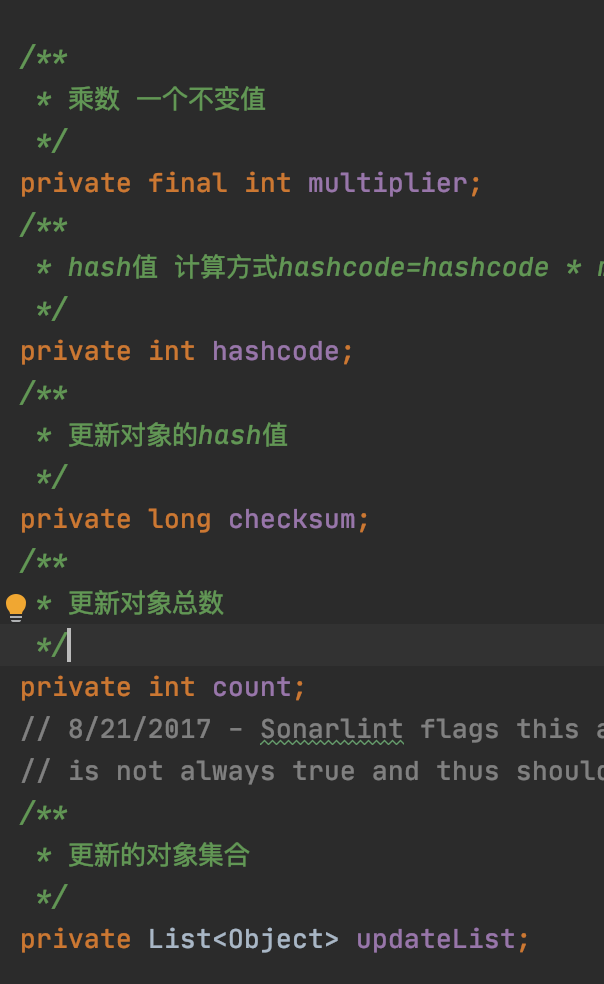 /**
* 乘数 一个不变值
*/
private final int multiplier;
/**
* hash值 计算方式hashcode=hashcode *
*/
private int hashcode;
/**
* 更新对象的hash值
*/
private long checksum;
/**
* 更新对象总数
*/
private int count;
// 8/21/2017 - Sonarlint flags this
// is not always true and thus should
/**
* 更新的对象集合
*/
private List<Object> updateList;